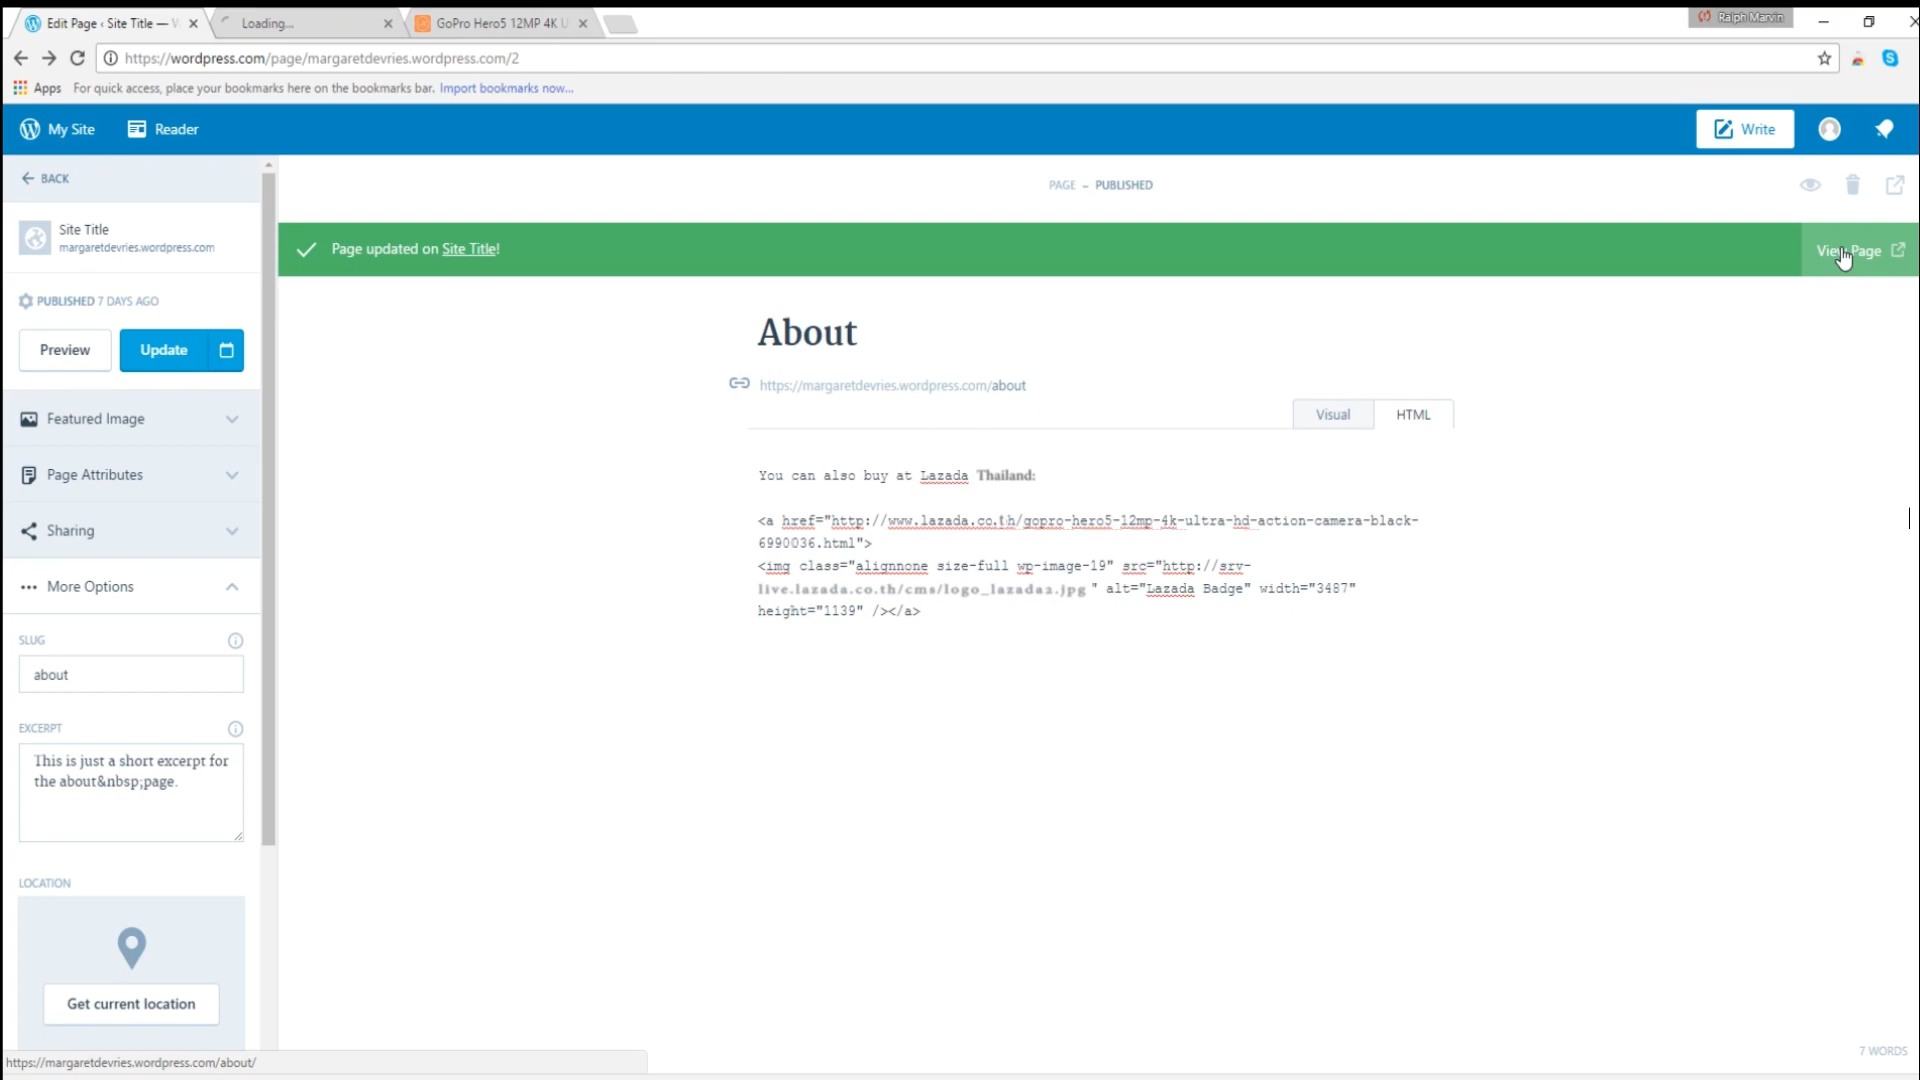 Edit Page ‹ Site Title — W
Loading...
GoPro Hero5 12MP 4K U
Ralph Marvin
https://wordpress.com/page/margaretdevries.wordpress.com/2
Apps For quick access, place your bookmarks here on the bookmarks bar. Import bookmarks now...
My Site Reader
Write
BACK
PAGE – PUBLISHED
Site Title
margaretdevries.wordpress.com
Page updated on Site Title!
View Page
PUBLISHED 7 DAYS AGO
Preview Update
About
https://margaretdevries.wordpress.com/about
Visual HTML
Featured Image
Page Attributes
Sharing
More Options
You can also buy at Lazada Thailand:
<a href="http://www.lazada.co.th/gopro-hero5-12mp-4k-ultra-hd-action-camera-black-
6990036.html">
<img class="alignnone size-full wp-image-19" src="http://srv-
live.lazada.co.th/cms/logo_lazada2.jpg " alt="Lazada Badge" width="3487"
height="1139" /></a>
SLUG
about
EXCERPT
This is just a short excerpt for
the about&nbsp;page.
LOCATION
Get current location
7 WORDS
https://margaretdevries.wordpress.com/about/